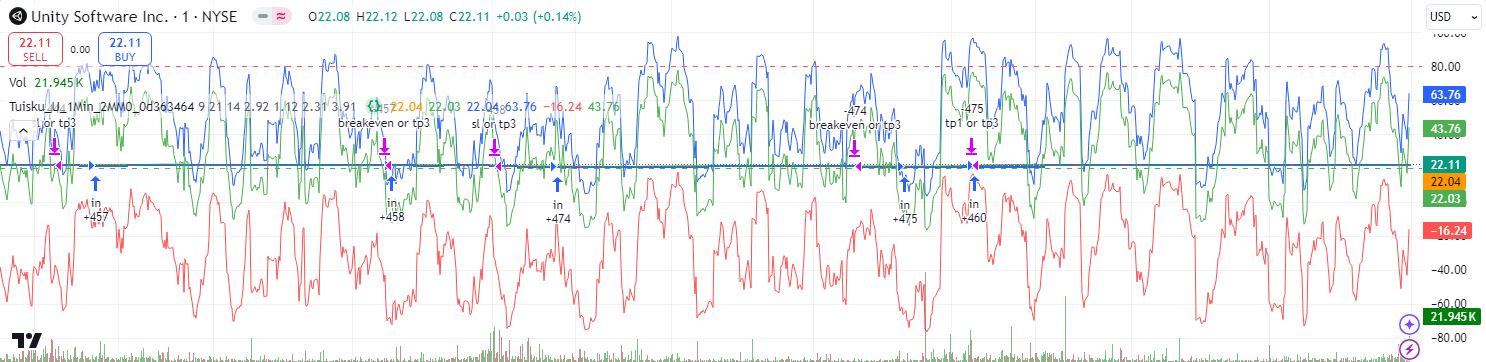 Unity Software Inc. · 1 · NYSE O22.08 H22.12 L22.08 C22.11 +0.03 (+0.14%)
USD
22.11 SELL
0.00
22.11 BUY
Vol 21.945 K
9 21 14 2.92 1.12 2.31 3.91 22.04 22.03 22.04 63.76 −16.24 43.76
sl or tp3
breakeven or tp3
sl or tp3
-474
breakeven or tp3
-475
tp1 or tp3
in
+457
in
+458
in
+474
in
+475
in
+460
80.00
63.76
43.76
22.11
22.04
22.03
−16.24
−40.00
−60.00
21.945 K
−80.00